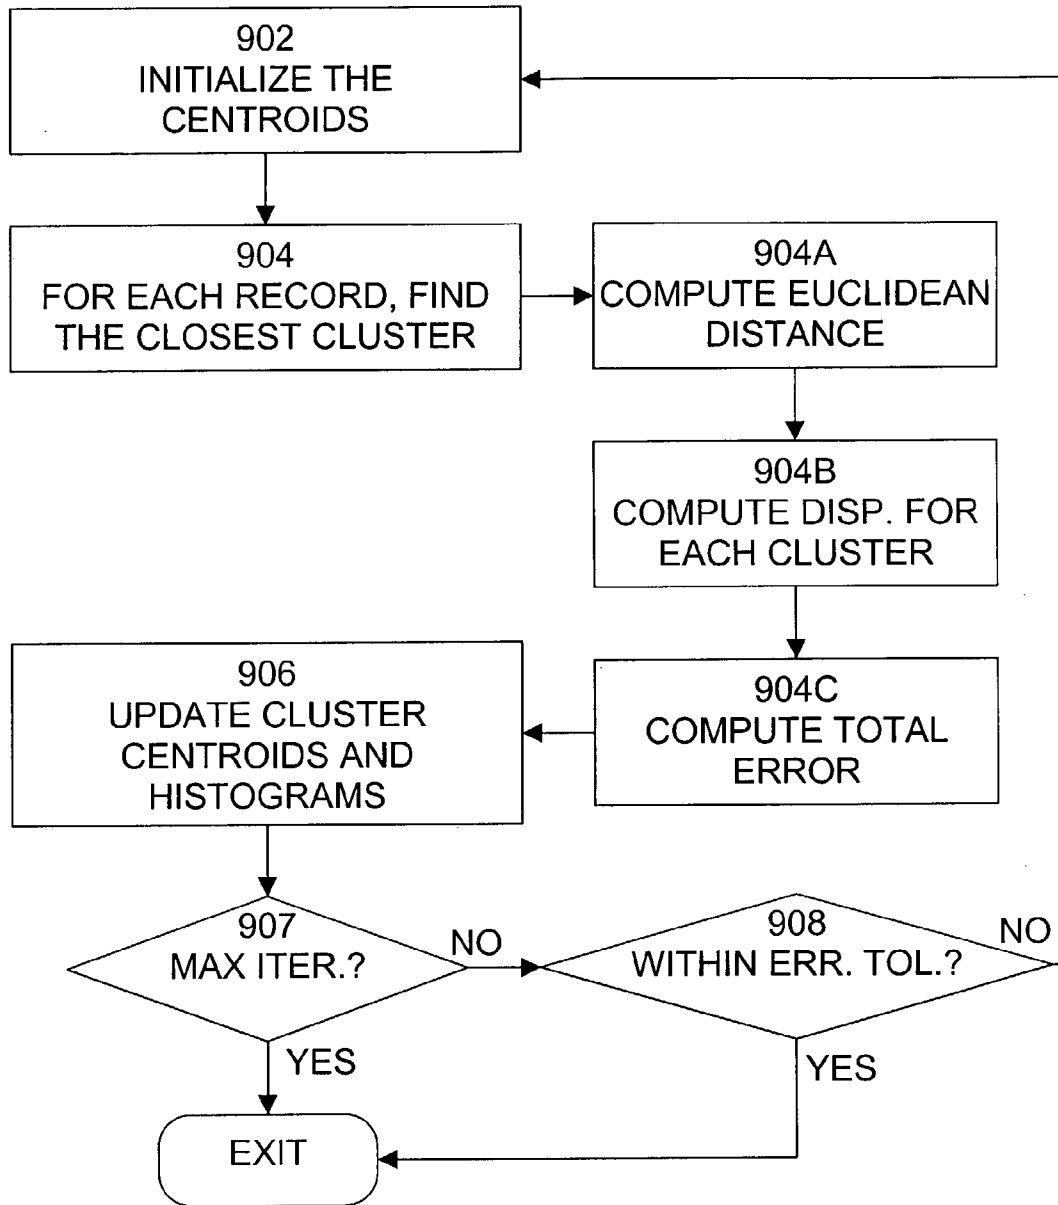 902
INITIALIZE THE
CENTROIDS
904
FOR EACH RECORD, FIND
THE CLOSEST CLUSTER
904A
COMPUTE EUCLIDEAN
DISTANCE
904B
COMPUTE DISP. FOR
EACH CLUSTER
904C
COMPUTE TOTAL
ERROR
906
UPDATE CLUSTER
CENTROIDS AND
HISTOGRAMS
907
MAX ITER.?
NO
908
WITHIN ERR. TOL.?
NO
YES
YES
EXIT